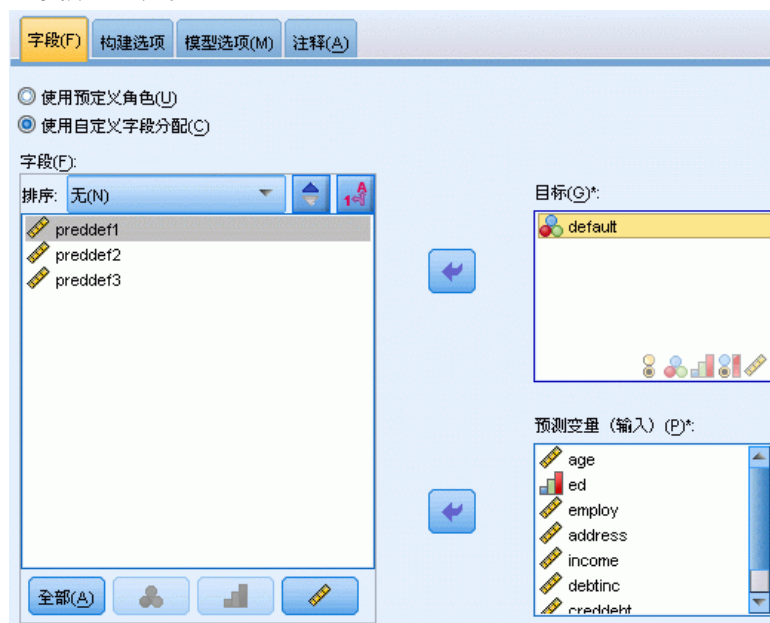 字段(F) 构建选项 模型选项(M) 注释(A)
使用预定义角色(U)
使用自定义字段分配(C)
字段(F):
排序: 无(N)
preddef1
preddef2
preddef3
全部(A)
目标(G)*:
default
预测变量（输入）(P)*:
age
ed
employ
address
income
debtinc
creddebt